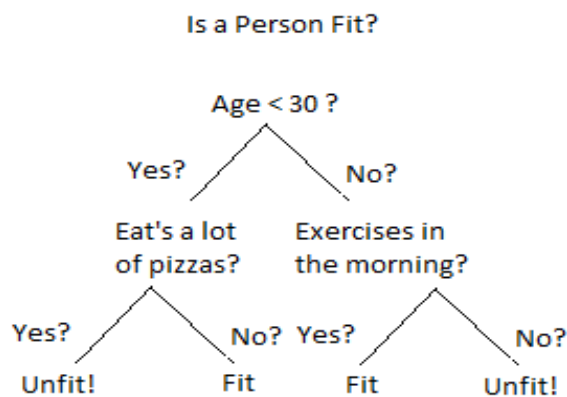 Is a Person Fit?
Age < 30 ?
Yes?
No?
Eat's a lot
of pizzas?
Exercises in
the morning?
Yes?
No?
Yes?
No?
Unfit!
Fit
Fit
Unfit!